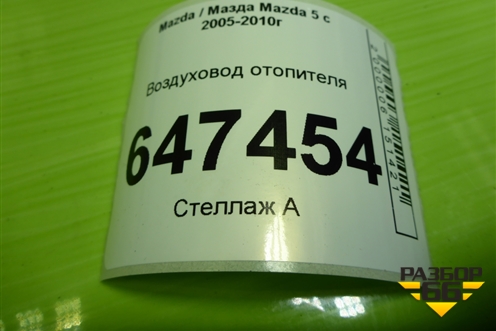 Mazda / Мазда Mazda 5 с
2005-2010г
Воздуховод отопителя
647454
Стеллаж А
РАЗБОР
66